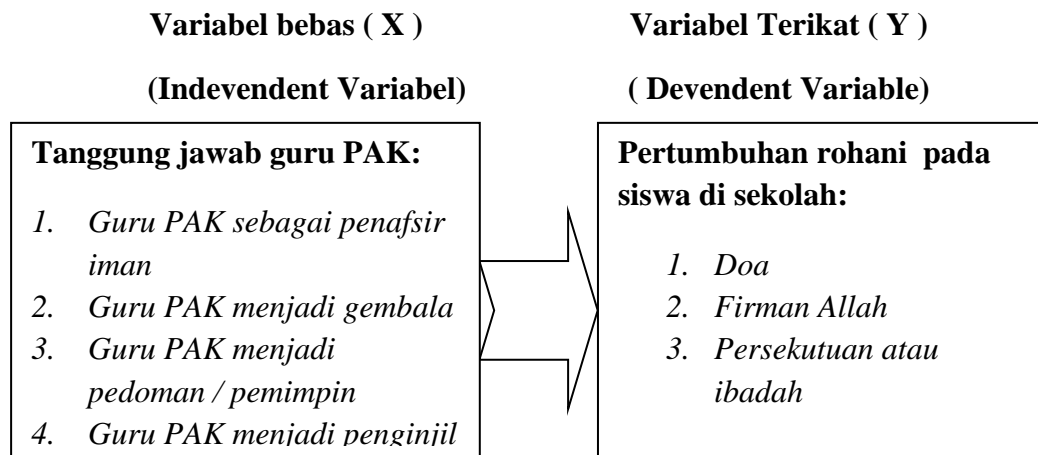 Variabel bebas ( X ) Variabel Terikat ( Y )
(Indevendent Variabel) ( Devendent Variable)
Tanggung jawab guru PAK:
1. Guru PAK sebagai penafsir
iman
2. Guru PAK menjadi gembala
3. Guru PAK menjadi
pedoman / pemimpin
4. Guru PAK menjadi penginjil
Pertumbuhan rohani pada
siswa di sekolah:
1. Doa
2. Firman Allah
3. Persekutuan atau
ibadah